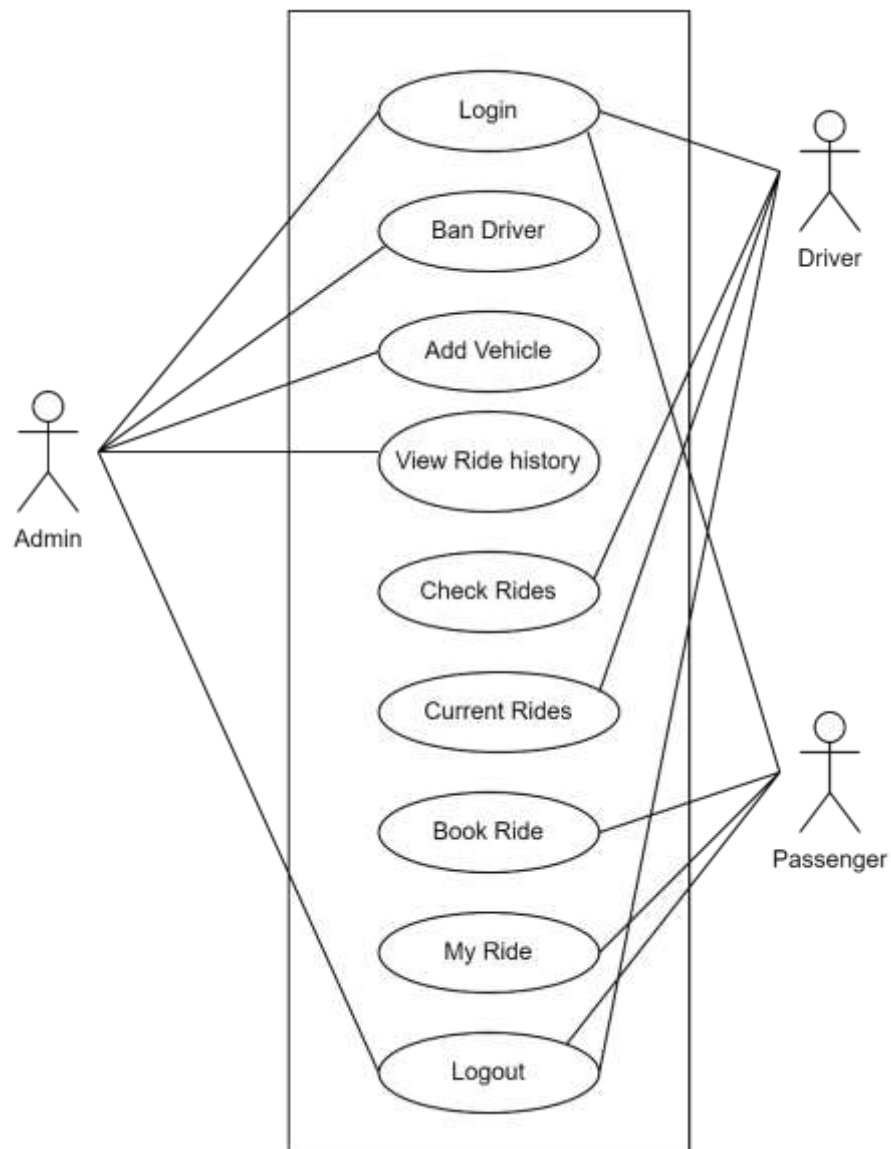 Login
Driver
Ban Driver
Add Vehicle
View Ride history
Admin
Check Rides
Current Rides
Book Ride
Passenger
My Ride
Logout